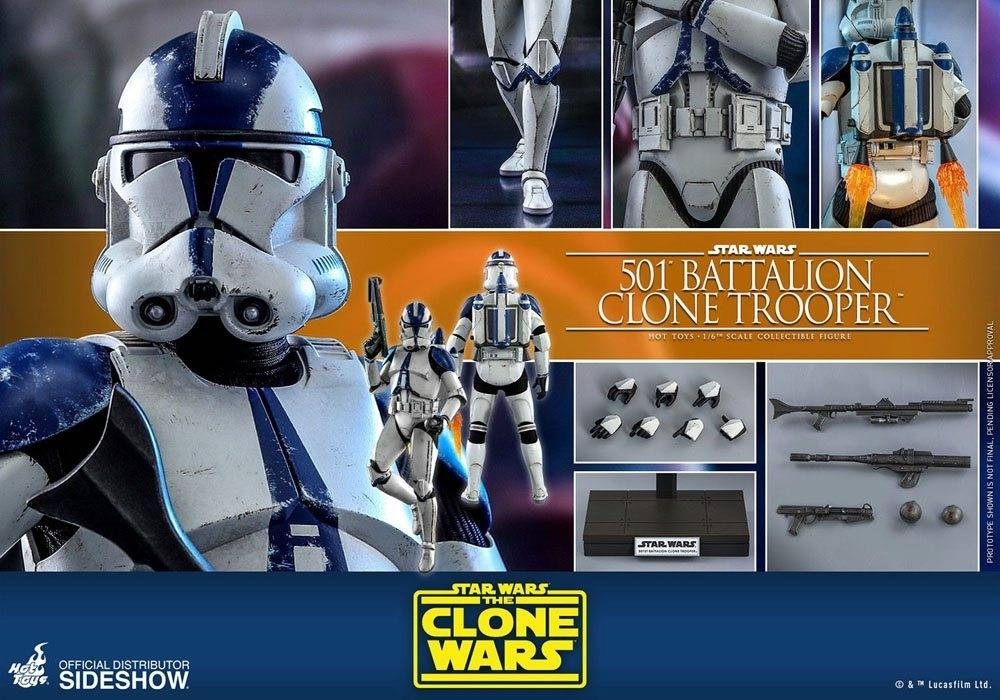 STAR WARS
501ST BATTALION
CLONE TROOPER™
HOT TOYS • 1/6TH SCALE COLLECTIBLE FIGURE
STAR WARS
501ST BATTALION CLONE TROOPER
PROTOTYPE SHOWN IS NOT FINAL, PENDING LICENSOR APPROVAL
STAR WARS
THE
CLONE
WARS
Hot
Toys
OFFICIAL DISTRIBUTOR
SIDESHOW
© & ™ Lucasfilm Ltd.